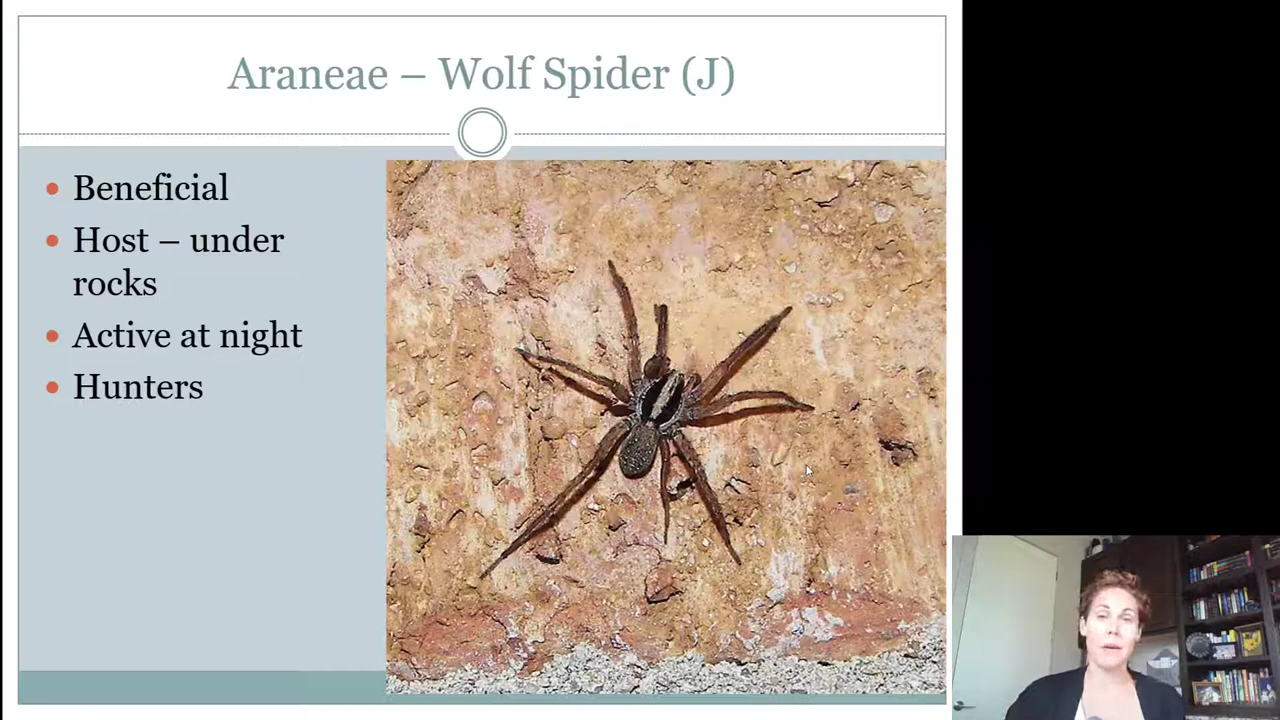 Araneae – Wolf Spider (J)
Beneficial
Host – under
rocks
Active at night
Hunters